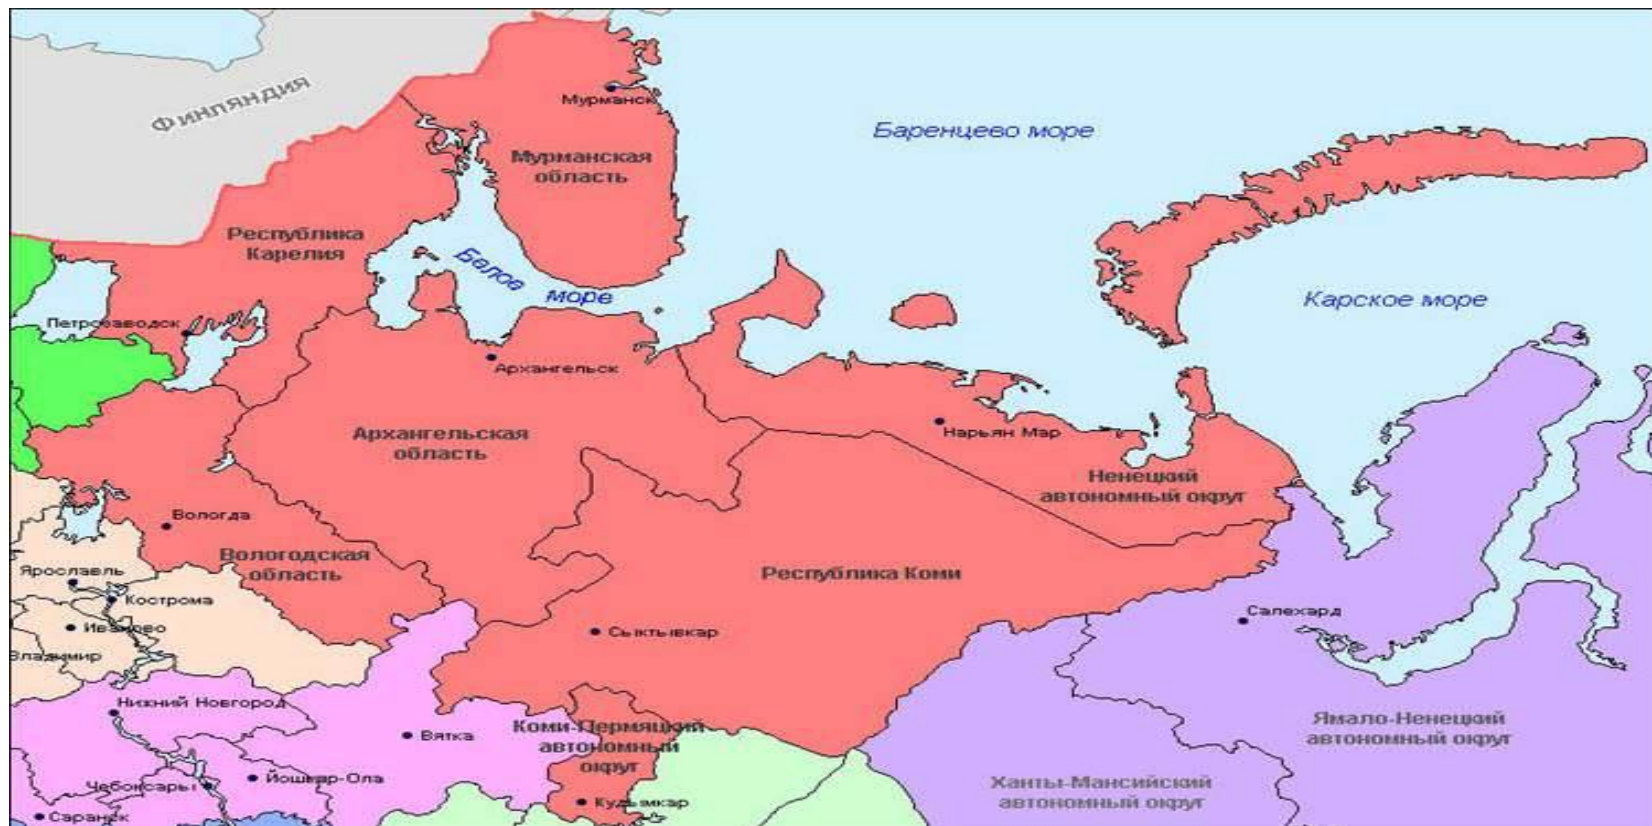 Финляндия
Мурманск
Баренцево море
Мурманская
область
Республика
Карелия
Белое море
Карское море
Петрозаводск
Архангельск
Архангельская
область
Нарьян Мар
Ненецкий
автономный округ
Вологда
Вологодская
область
Ярославль
Кострома
Республика Коми
Иваново
Сыктывкар
Салехард
Владимир
Нижний Новгород
Коми-Пермяцкий
автономный
округ
Вятка
Ямало-Ненецкий
автономный округ
Йошкар-Ола
Чебоксары
Ханты-Мансийский
автономный округ
Кудымкар
Саранск